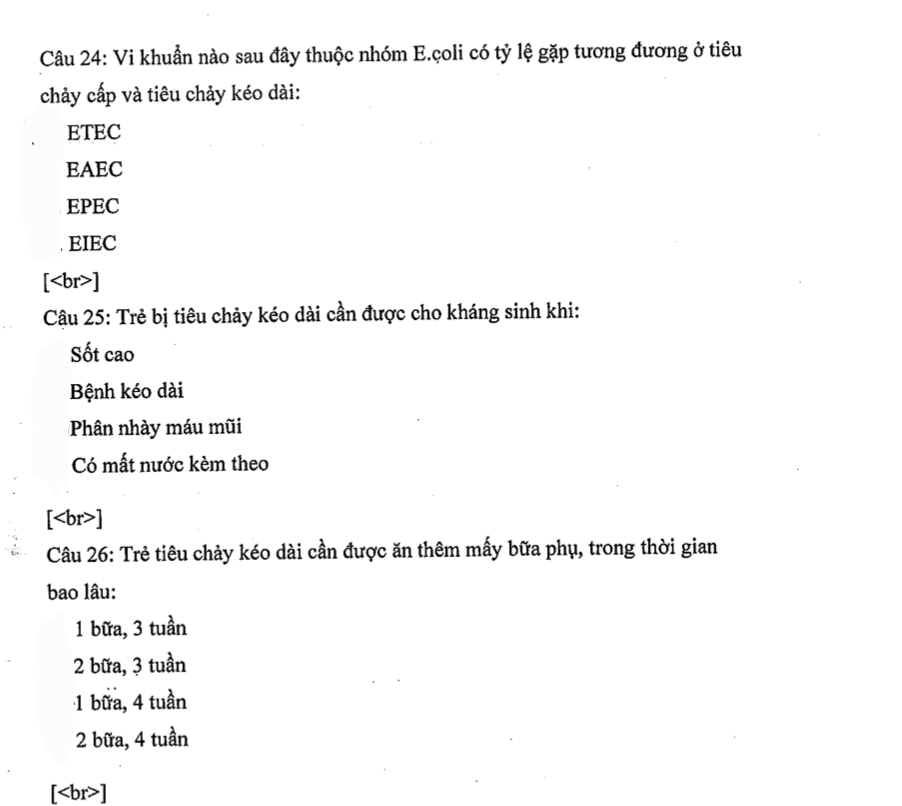 Câu 24: Vi khuẩn nào sau đây thuộc nhóm E.coli có tỷ lệ gặp tương đương ở tiêu
chảy cấp và tiêu chảy kéo dài:
ETEC
EAEC
EPEC
EIEC
[<br>]
Câu 25: Trẻ bị tiêu chảy kéo dài cần được cho kháng sinh khi:
Sốt cao
Bệnh kéo dài
Phân nhày máu mũi
Có mất nước kèm theo
[<br>]
Câu 26: Trẻ tiêu chảy kéo dài cần được ăn thêm mấy bữa phụ, trong thời gian
bao lâu:
1 bữa, 3 tuần
2 bữa, 3 tuần
1 bữa, 4 tuần
2 bữa, 4 tuần
[<br>]